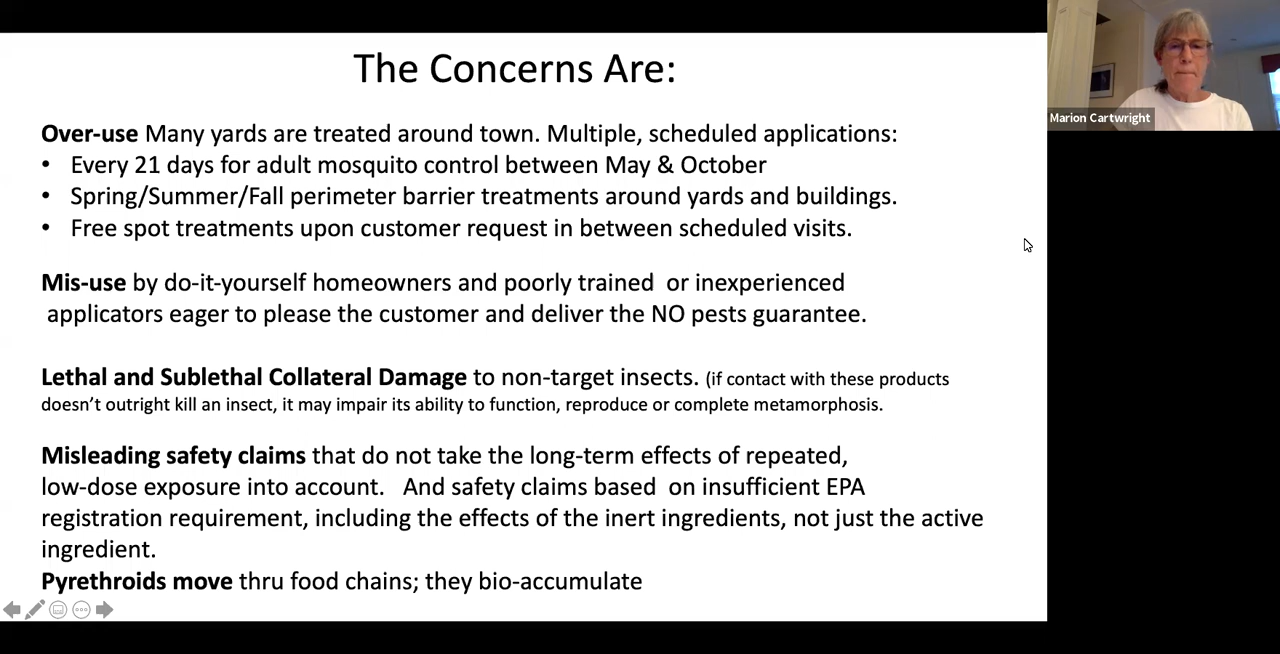 The Concerns Are:
Over-use Many yards are treated around town. Multiple, scheduled applications:
• Every 21 days for adult mosquito control between May & October
• Spring/Summer/Fall perimeter barrier treatments around yards and buildings.
• Free spot treatments upon customer request in between scheduled visits.
Mis-use by do-it-yourself homeowners and poorly trained  or inexperienced
applicators eager to please the customer and deliver the NO pests guarantee.
Lethal and Sublethal Collateral Damage to non-target insects. (if contact with these products
doesn’t outright kill an insect, it may impair its ability to function, reproduce or complete metamorphosis.
Misleading safety claims that do not take the long-term effects of repeated,
low-dose exposure into account.   And safety claims based  on insufficient EPA
registration requirement, including the effects of the inert ingredients, not just the active
ingredient.
Pyrethroids move thru food chains; they bio-accumulate
Marion Cartwright